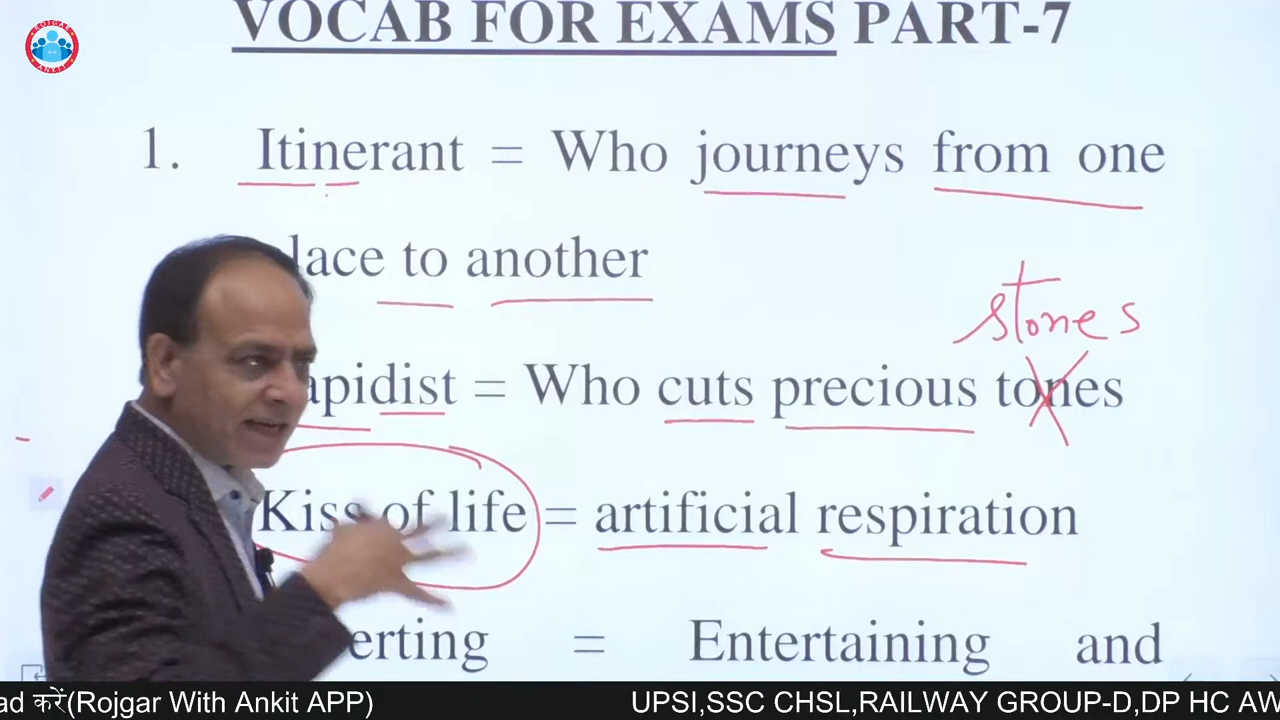 VOCAB FOR EXAMS PART-7
1. Itinerant = Who journeys from one
lace to another
stones
apidist = Who cuts precious tones
Kiss of life = artificial respiration
erting = Entertaining and
ad करें(Rojgar With Ankit APP) UPSI,SSC CHSL,RAILWAY GROUP-D,DP HC AW